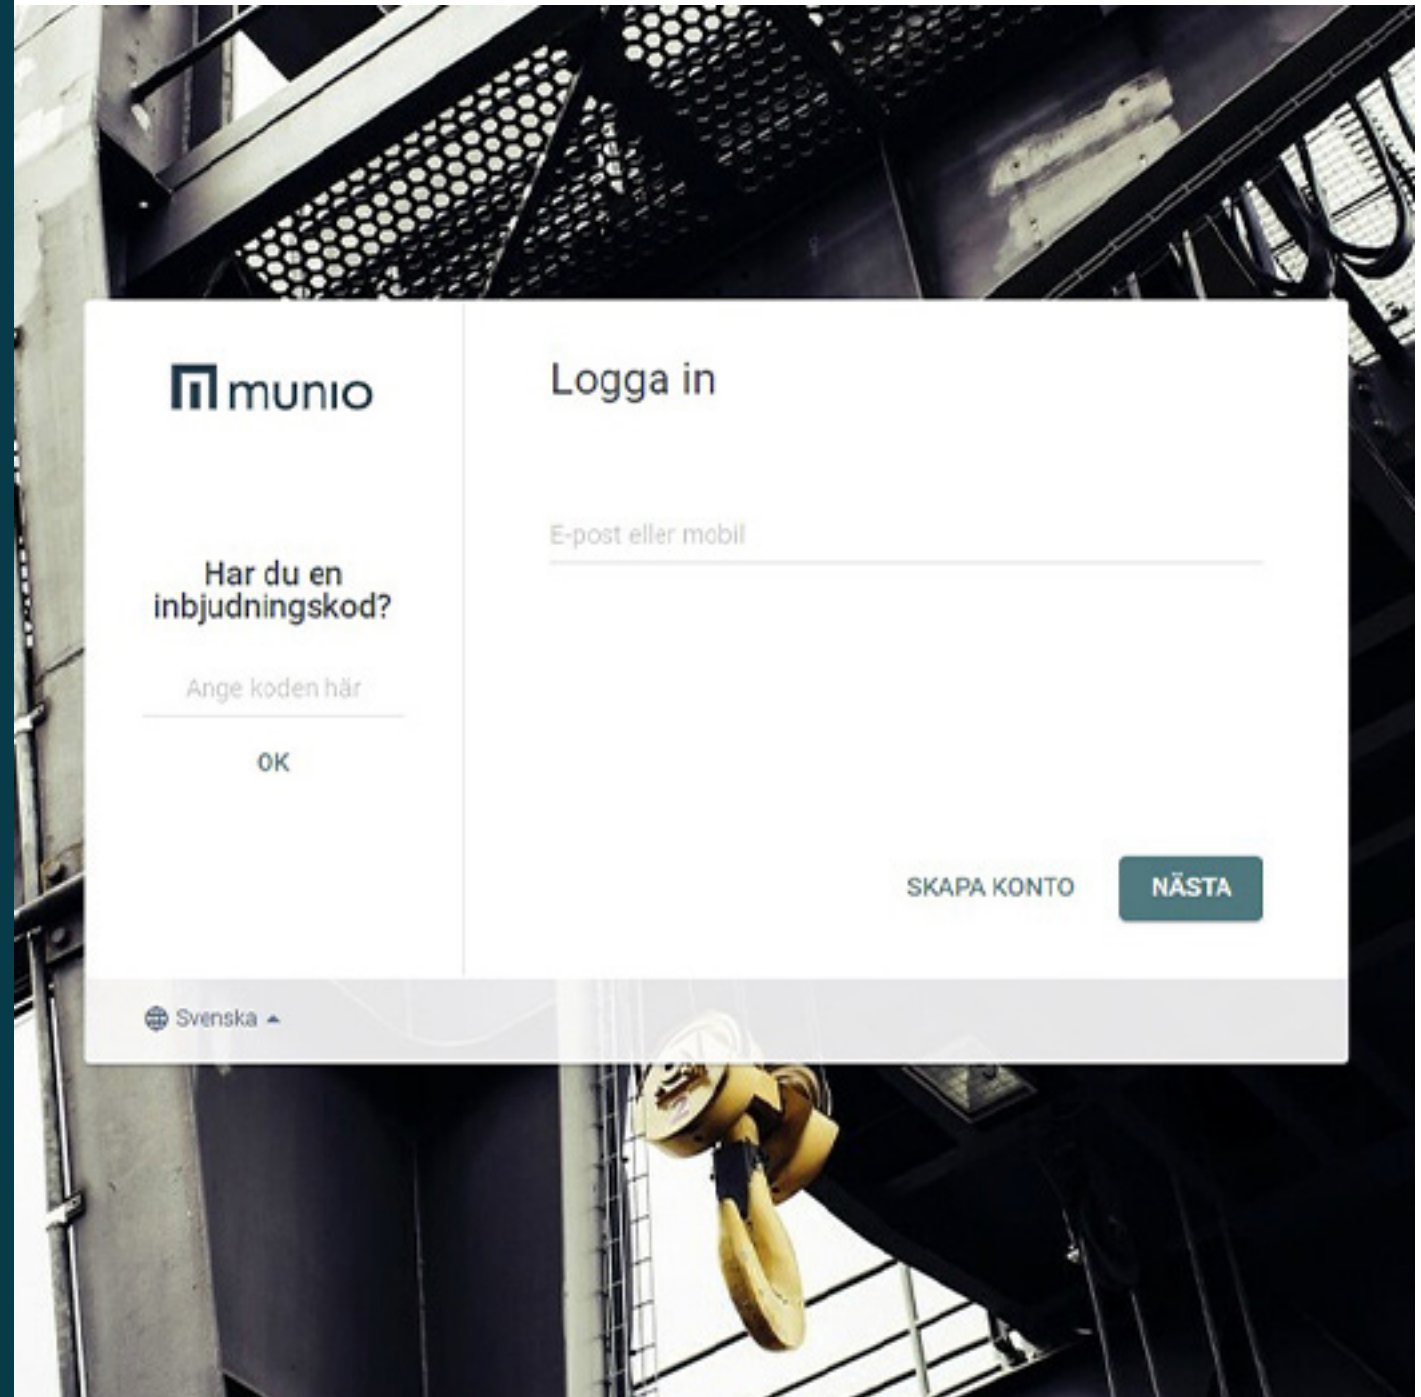 munio
Har du en
inbjudningskod?
Ange koden här
OK
Logga in
E-post eller mobil
SKAPA KONTO
NÄSTA
Svenska